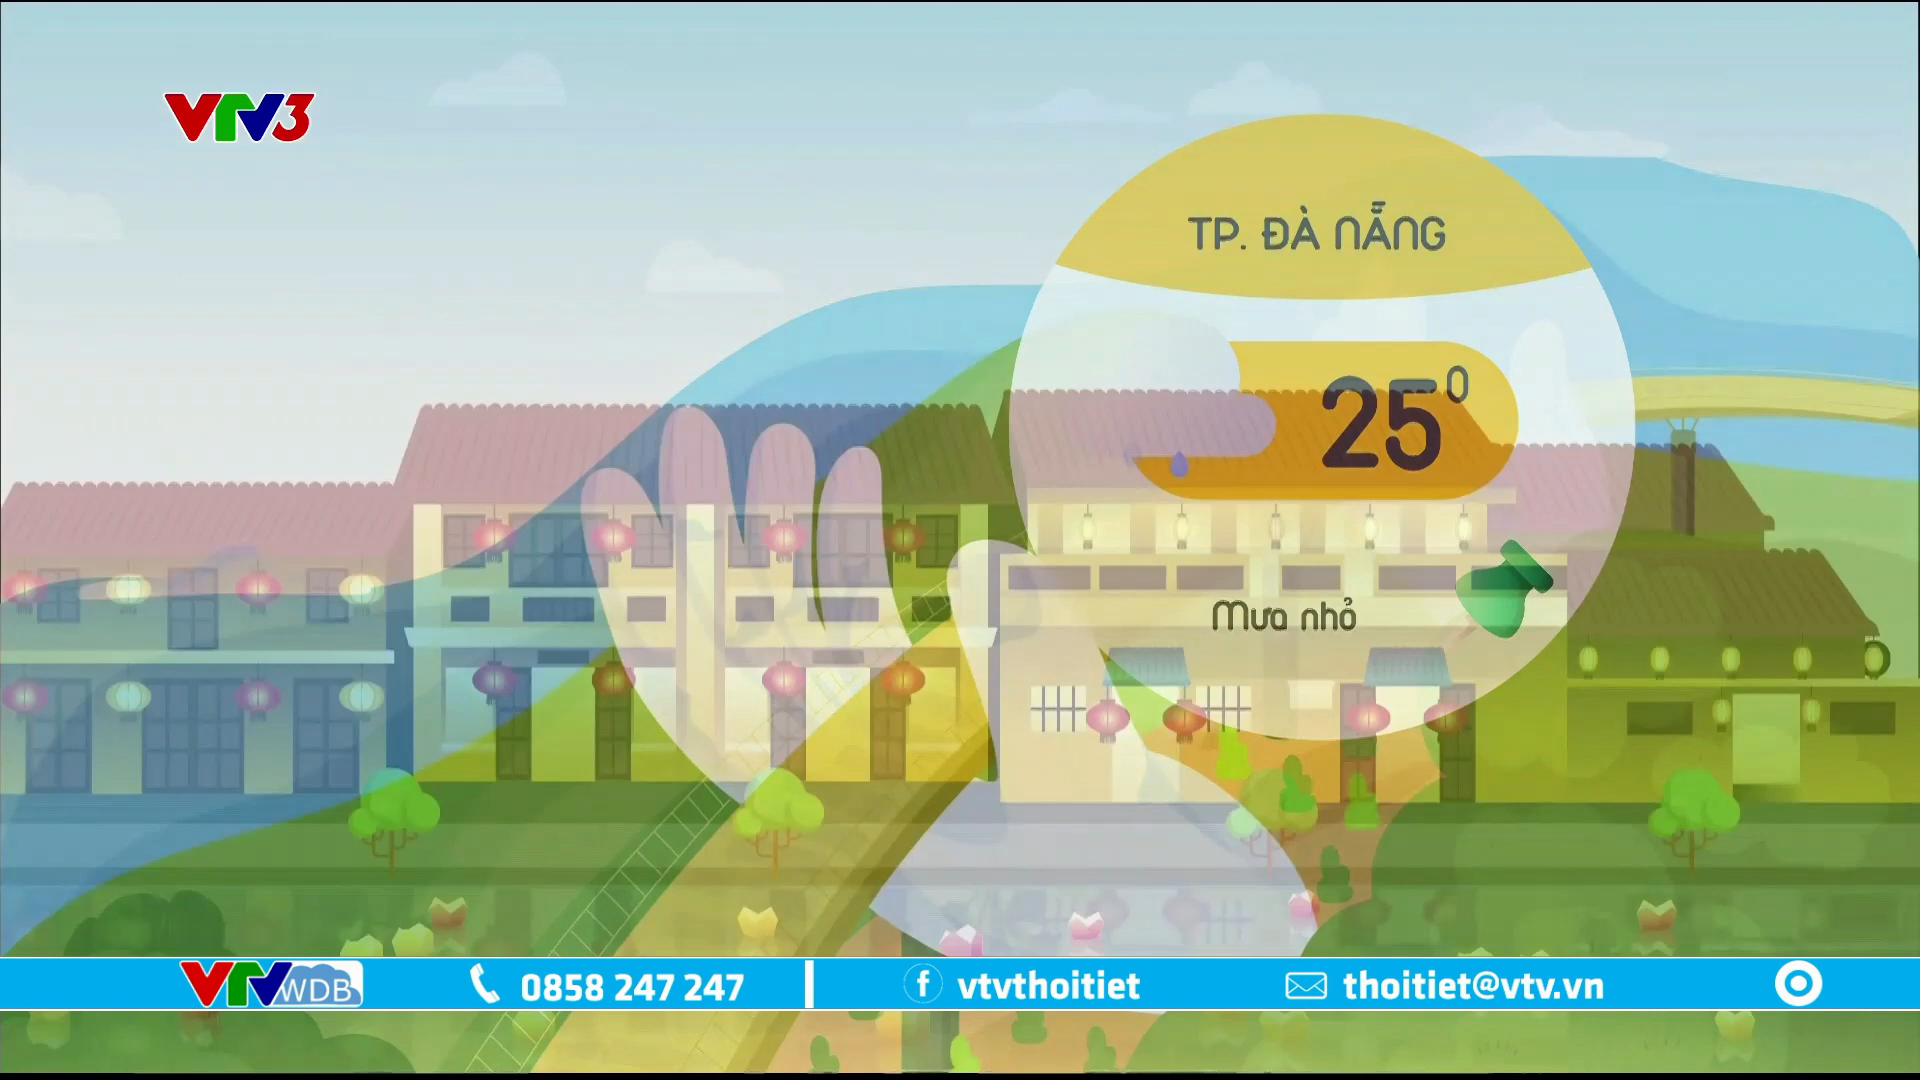 VTV3
TP. ĐÀ NẴNG
25⁰
Mưa nhỏ
VTV WDB
0858 247 247
f vtvthoitiet
thoitiet@vtv.vn